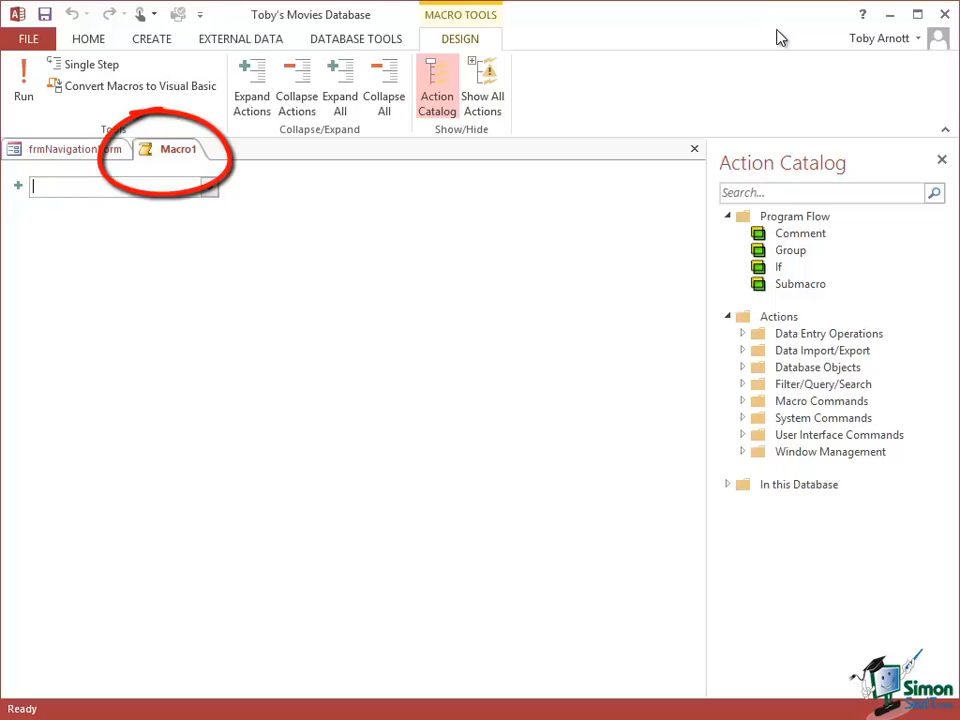 Toby's Movies Database
MACRO TOOLS
?
FILE
HOME
CREATE
EXTERNAL DATA
DATABASE TOOLS
DESIGN
Toby Arnott
Run
Single Step
Convert Macros to Visual Basic
Tools
Expand Actions
Collapse Actions
Expand All
Collapse All
Collapse/Expand
Action Catalog
Show All Actions
Show/Hide
frmNavigationForm
Macro1
Action Catalog
Search...
Program Flow
Comment
Group
If
Submacro
Actions
Data Entry Operations
Data Import/Export
Database Objects
Filter/Query/Search
Macro Commands
System Commands
User Interface Commands
Window Management
In this Database
Simon
Ready